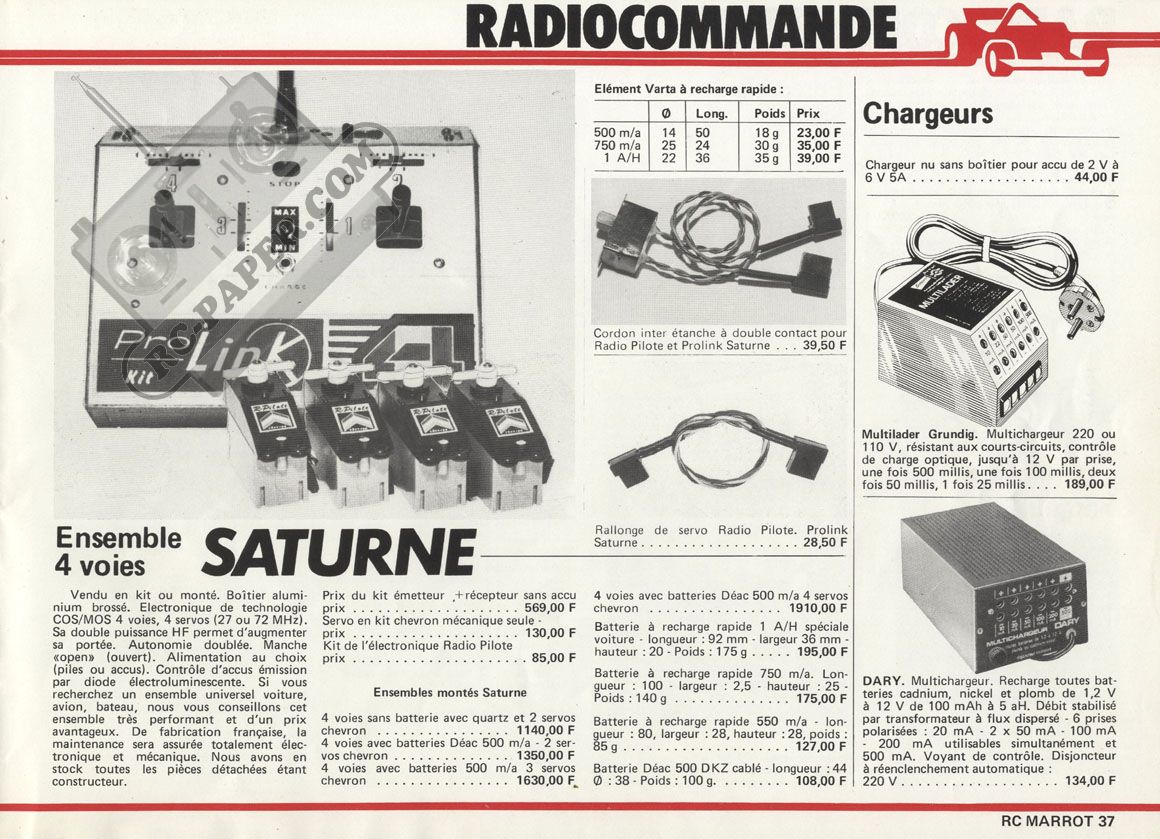 RADIOCOMMANDE
RC-PAPER.COM
4
2
STOP
3
MAX
MIN
1
CHARGE
Pro Link
Kit
4
R-Pilote
R-Pilote
R-Pilote
R-Pilote
Ensemble
4 voies
SATURNE
Vendu en kit ou monté. Boîtier alumi-
nium brossé. Electronique de technologie
COS/MOS 4 voies, 4 servos (27 ou 72 MHz).
Sa double puissance HF permet d'augmenter
sa portée. Autonomie doublée. Manche
«open» (ouvert). Alimentation au choix
(piles ou accus). Contrôle d'accus émission
par diode électroluminescente. Si vous
recherchez un ensemble universel voiture,
avion, bateau, nous vous conseillons cet
ensemble très performant et d'un prix
avantageux. De fabrication française, la
maintenance sera assurée totalement élec-
tronique et mécanique. Nous avons en
stock toutes les pièces détachées étant
constructeur.
Prix du kit émetteur + récepteur sans accu
prix . . . . . . . . . . . . . . . . . . . . 569,00 F
Servo en kit chevron mécanique seule -
prix . . . . . . . . . . . . . . . . . . . . 130,00 F
Kit de l'électronique Radio Pilote
prix . . . . . . . . . . . . . . . . . . . . 85,00 F
Ensembles montés Saturne
4 voies sans batterie avec quartz et 2 servos
chevron . . . . . . . . . . . . . . . . 1140,00 F
4 voies avec batteries Déac 500 m/a - 2 ser-
vos chevron . . . . . . . . . . . . . . 1350,00 F
4 voies avec batteries 500 m/a 3 servos
chevron . . . . . . . . . . . . . . . . 1630,00 F
Elément Varta à recharge rapide :
Ø Long. Poids Prix
500 m/a 14 50 18 g 23,00 F
750 m/a 25 24 30 g 35,00 F
1 A/H 22 36 35 g 39,00 F
Cordon inter étanche à double contact pour
Radio Pilote et Prolink Saturne . . . 39,50 F
Rallonge de servo Radio Pilote. Prolink
Saturne . . . . . . . . . . . . . . . . . . 28,50 F
4 voies avec batteries Déac 500 m/a 4 servos
chevron . . . . . . . . . . . . . . . . 1910,00 F
Batterie à recharge rapide 1 A/H spéciale
voiture - longueur : 92 mm - largeur 36 mm -
hauteur : 20 - Poids : 175 g . . . . . 195,00 F
Batterie à recharge rapide 750 m/a. Lon-
gueur : 100 - largeur : 2,5 - hauteur : 25 -
Poids : 140 g . . . . . . . . . . . . . . 175,00 F
Batterie à recharge rapide 550 m/a - lon-
gueur : 80, largeur : 28, hauteur : 28, poids :
85 g . . . . . . . . . . . . . . . . . . . . 127,00 F
Batterie Déac 500 DKZ cablé - longueur : 44
Ø : 38 - Poids : 100 g. . . . . . . . . 108,00 F
Chargeurs
Chargeur nu sans boîtier pour accu de 2 V à
6 V 5A . . . . . . . . . . . . . . . . . . 44,00 F
MULTILADER
Multilader Grundig. Multichargeur 220 ou
110 V, résistant aux courts-circuits, contrôle
de charge optique, jusqu'à 12 V par prise,
une fois 500 millis, une fois 100 millis, deux
fois 50 millis, 1 fois 25 millis . . . . 189,00 F
MULTICHARGEUR DARY
DARY. Multichargeur. Recharge toutes bat-
teries cadnium, nickel et plomb de 1,2 V
à 12 V de 100 mAh à 5 aH. Débit stabilisé
par transformateur à flux dispersé - 6 prises
polarisées : 20 mA - 2 x 50 mA - 100 mA
- 200 mA utilisables simultanément et
500 mA. Voyant de contrôle. Disjoncteur
à réenclenchement automatique :
220 V . . . . . . . . . . . . . . . . . . . 134,00 F
RC MARROT 37